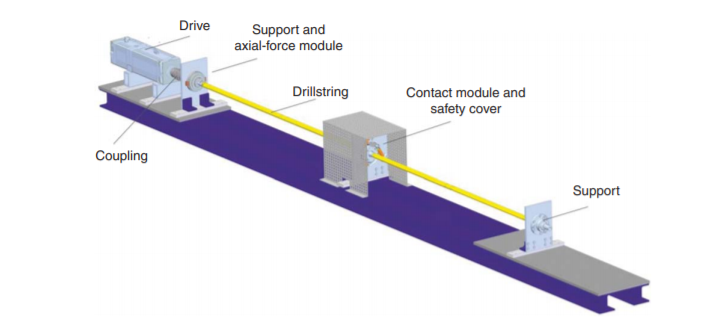 Drive
Support and
axial-force module
Drillstring
Contact module and
safety cover
Coupling
Support